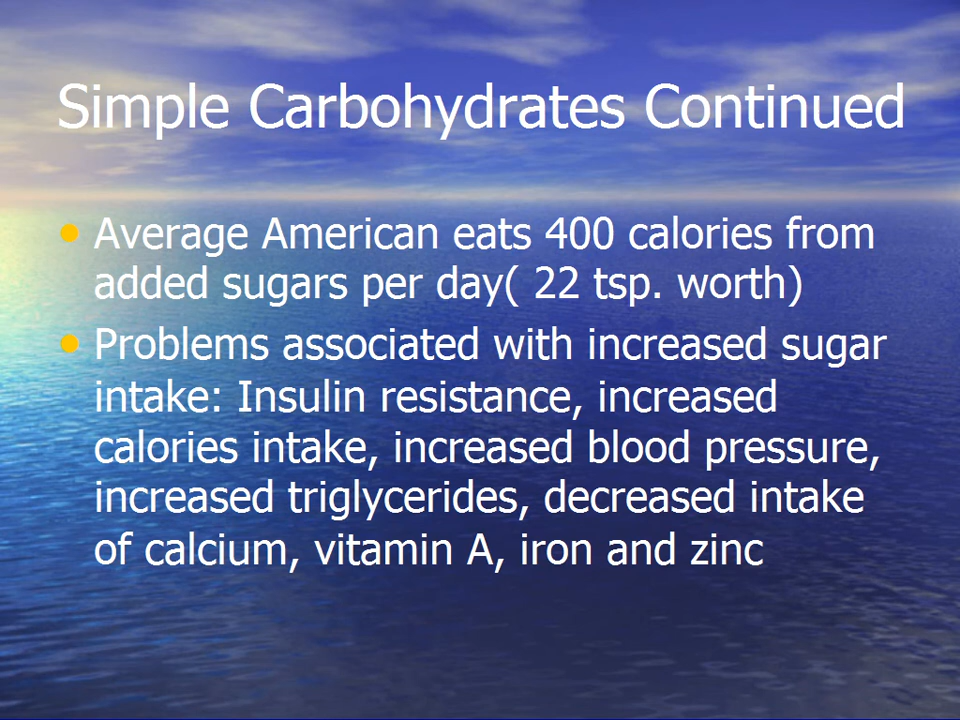 Simple Carbohydrates Continued
• Average American eats 400 calories from
added sugars per day( 22 tsp. worth)
• Problems associated with increased sugar
intake: Insulin resistance, increased
calories intake, increased blood pressure,
increased triglycerides, decreased intake
of calcium, vitamin A, iron and zinc